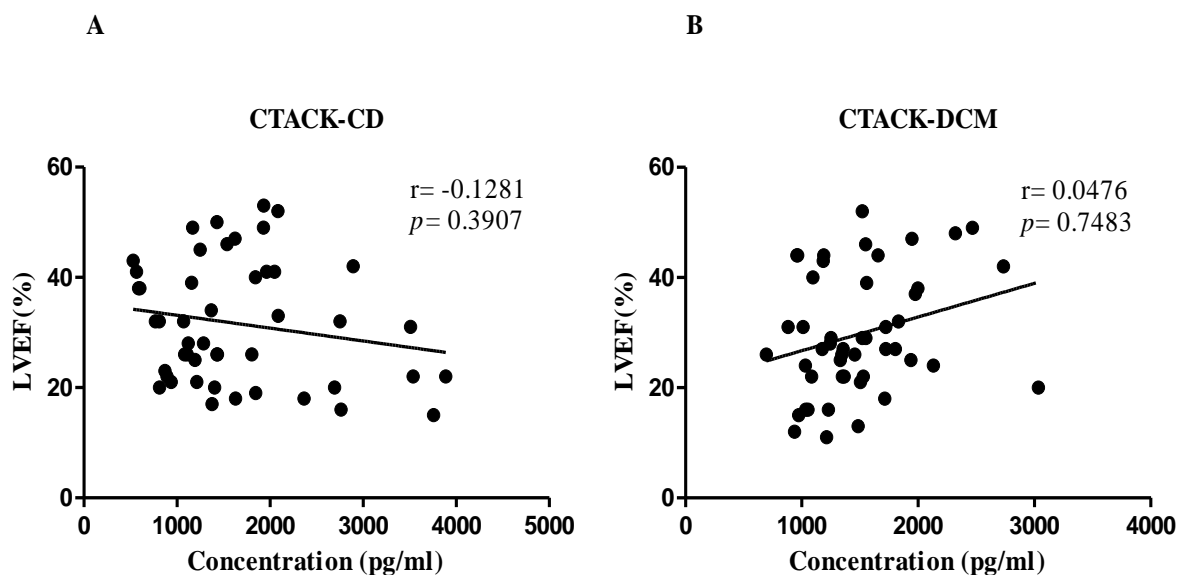 A
B
CTACK-CD
CTACK-DCM
r= -0.1281
p= 0.3907
r= 0.0476
p= 0.7483
LVEF(%)
60
40
20
0
0 1000 2000 3000 4000 5000
Concentration (pg/ml)
LVEF(%)
60
40
20
0
0 1000 2000 3000 4000
Concentration (pg/ml)